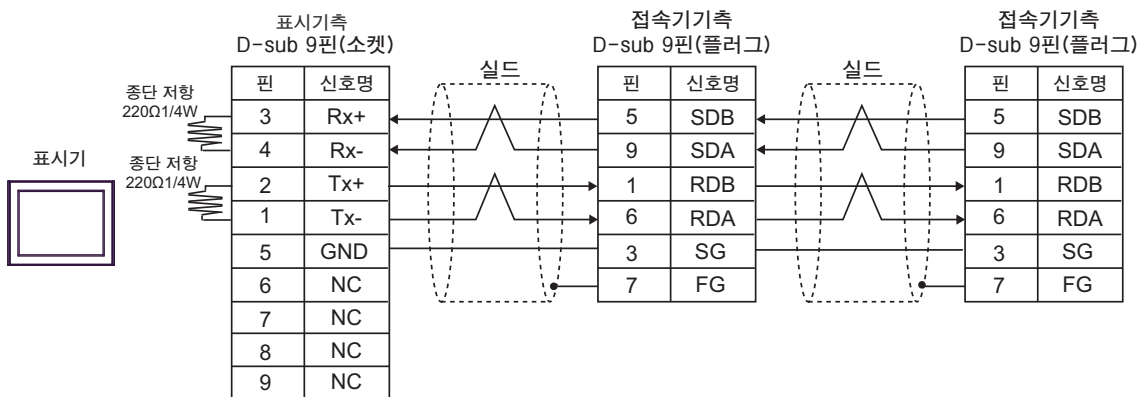 표시기측
D-sub 9핀(소켓)
접속기기측
D-sub 9핀(플러그)
접속기기측
D-sub 9핀(플러그)
종단 저항
220Ω1/4W
종단 저항
220Ω1/4W
표시기
핀 신호명
3 Rx+
4 Rx-
2 Tx+
1 Tx-
5 GND
6 NC
7 NC
8 NC
9 NC
실드
핀 신호명
5 SDB
9 SDA
1 RDB
6 RDA
3 SG
7 FG
실드
핀 신호명
5 SDB
9 SDA
1 RDB
6 RDA
3 SG
7 FG